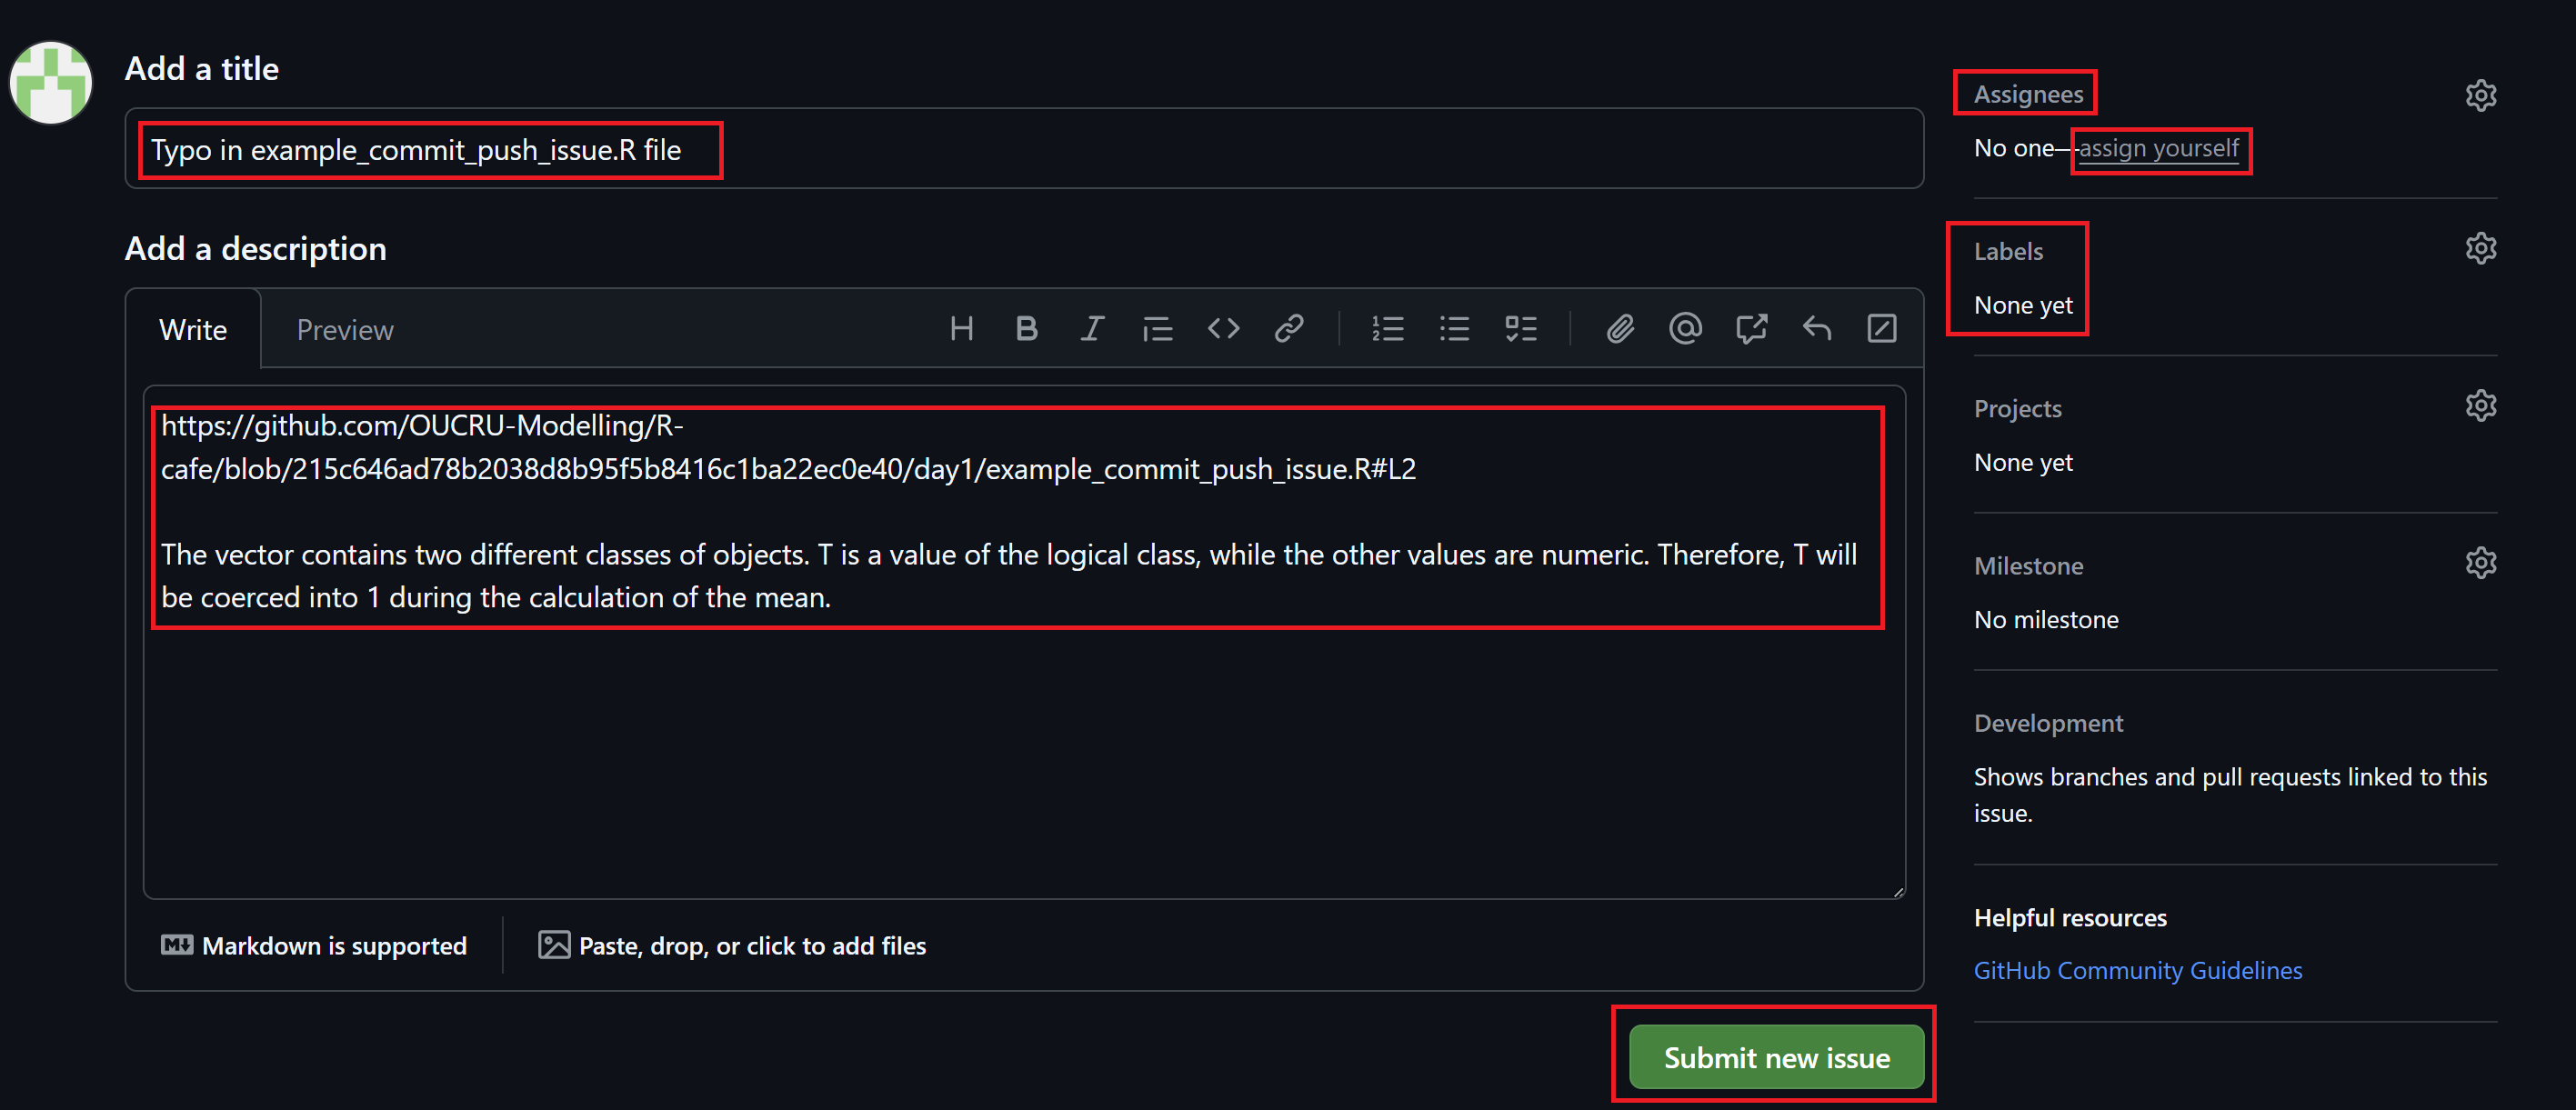 Add a title
Typo in example_commit_push_issue.R file
Add a description
Write
Preview
https://github.com/OUCRU-Modelling/R-
cafe/blob/215c646ad78b2038d8b95f5b8416c1ba22ec0e40/day1/example_commit_push_issue.R#L2
The vector contains two different classes of objects. T is a value of the logical class, while the other values are numeric. Therefore, T will
be coerced into 1 during the calculation of the mean.
Markdown is supported
Paste, drop, or click to add files
Submit new issue
Assignees
No one—assign yourself
Labels
None yet
Projects
None yet
Milestone
No milestone
Development
Shows branches and pull requests linked to this
issue.
Helpful resources
GitHub Community Guidelines